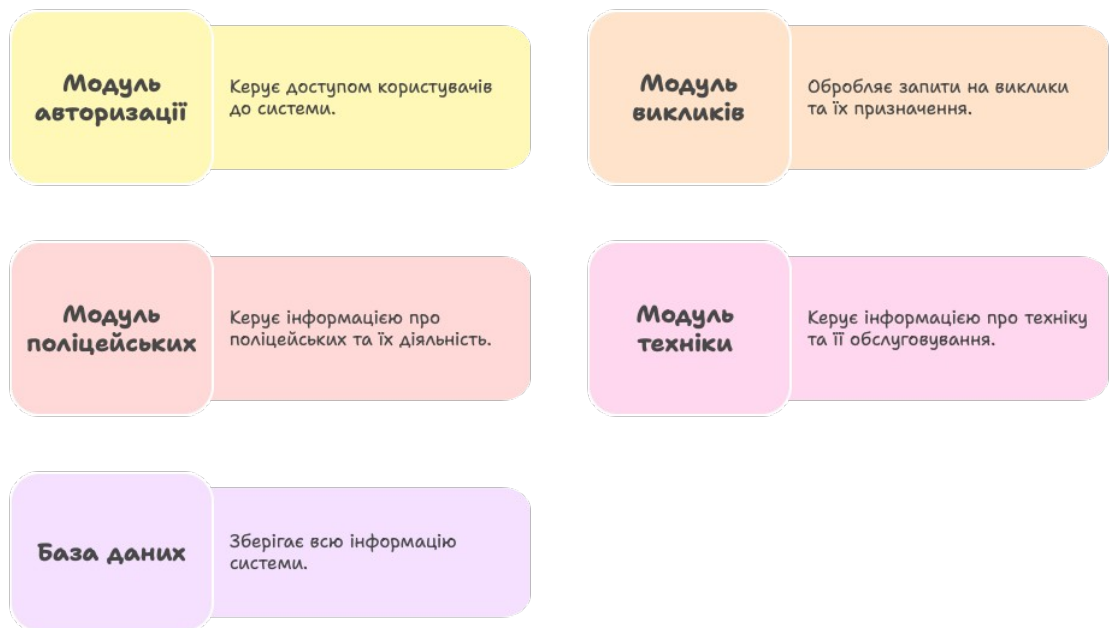 Модуль
авторизації
Керує доступом користувачів
до системи.
Модуль
викликів
Обробляє запити на виклики
та їх призначення.
Модуль
поліцейських
Керує інформацією про
поліцейських та їх діяльність.
Модуль
техніки
Керує інформацією про техніку
та її обслуговування.
База даних
Зберігає всю інформацію
системи.